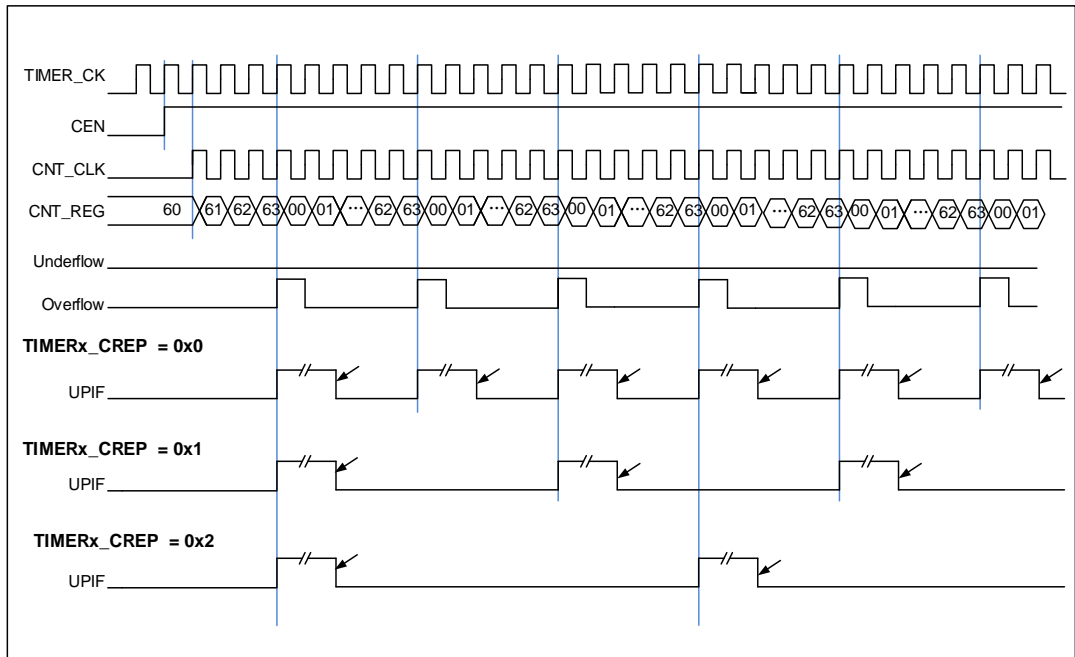 TIMER_CK
CEN
CNT_CLK
CNT_REG 60 61 62 63 00 01 ... 62 63 00 01 ... 62 63 00 01 ... 62 63 00 01 ... 62 63 00 01 ... 62 63 00 01
Underflow
Overflow
TIMERx_CREP = 0x0
UPIF
TIMERx_CREP = 0x1
UPIF
TIMERx_CREP = 0x2
UPIF